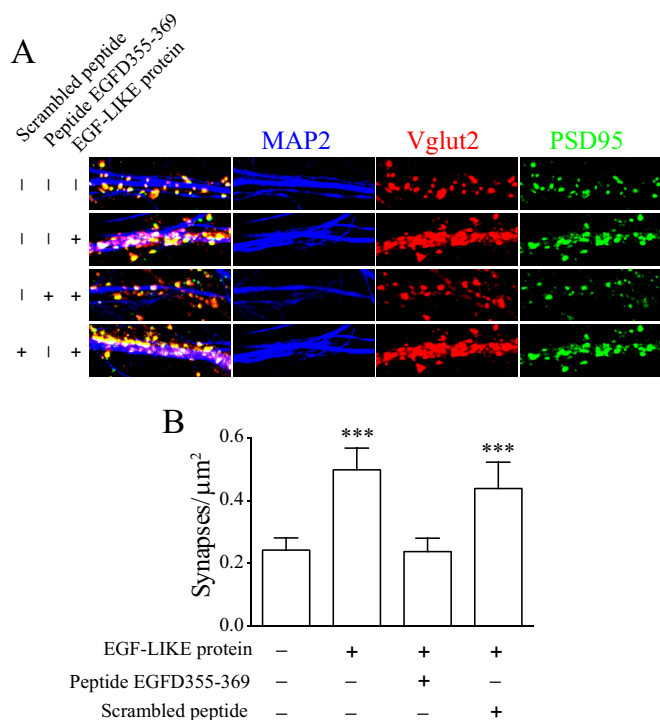 A
Scrambled peptide
Peptide EGFD355-369
EGF-LIKE protein
MAP2 Vglut2 PSD95
– – –
– – +
– + +
+ – +
B
Synapses/μm²
0.6
0.4
0.2
0.0
*** ***
EGF-LIKE protein – + + +
Peptide EGFD355-369 – – + –
Scrambled peptide – – – +